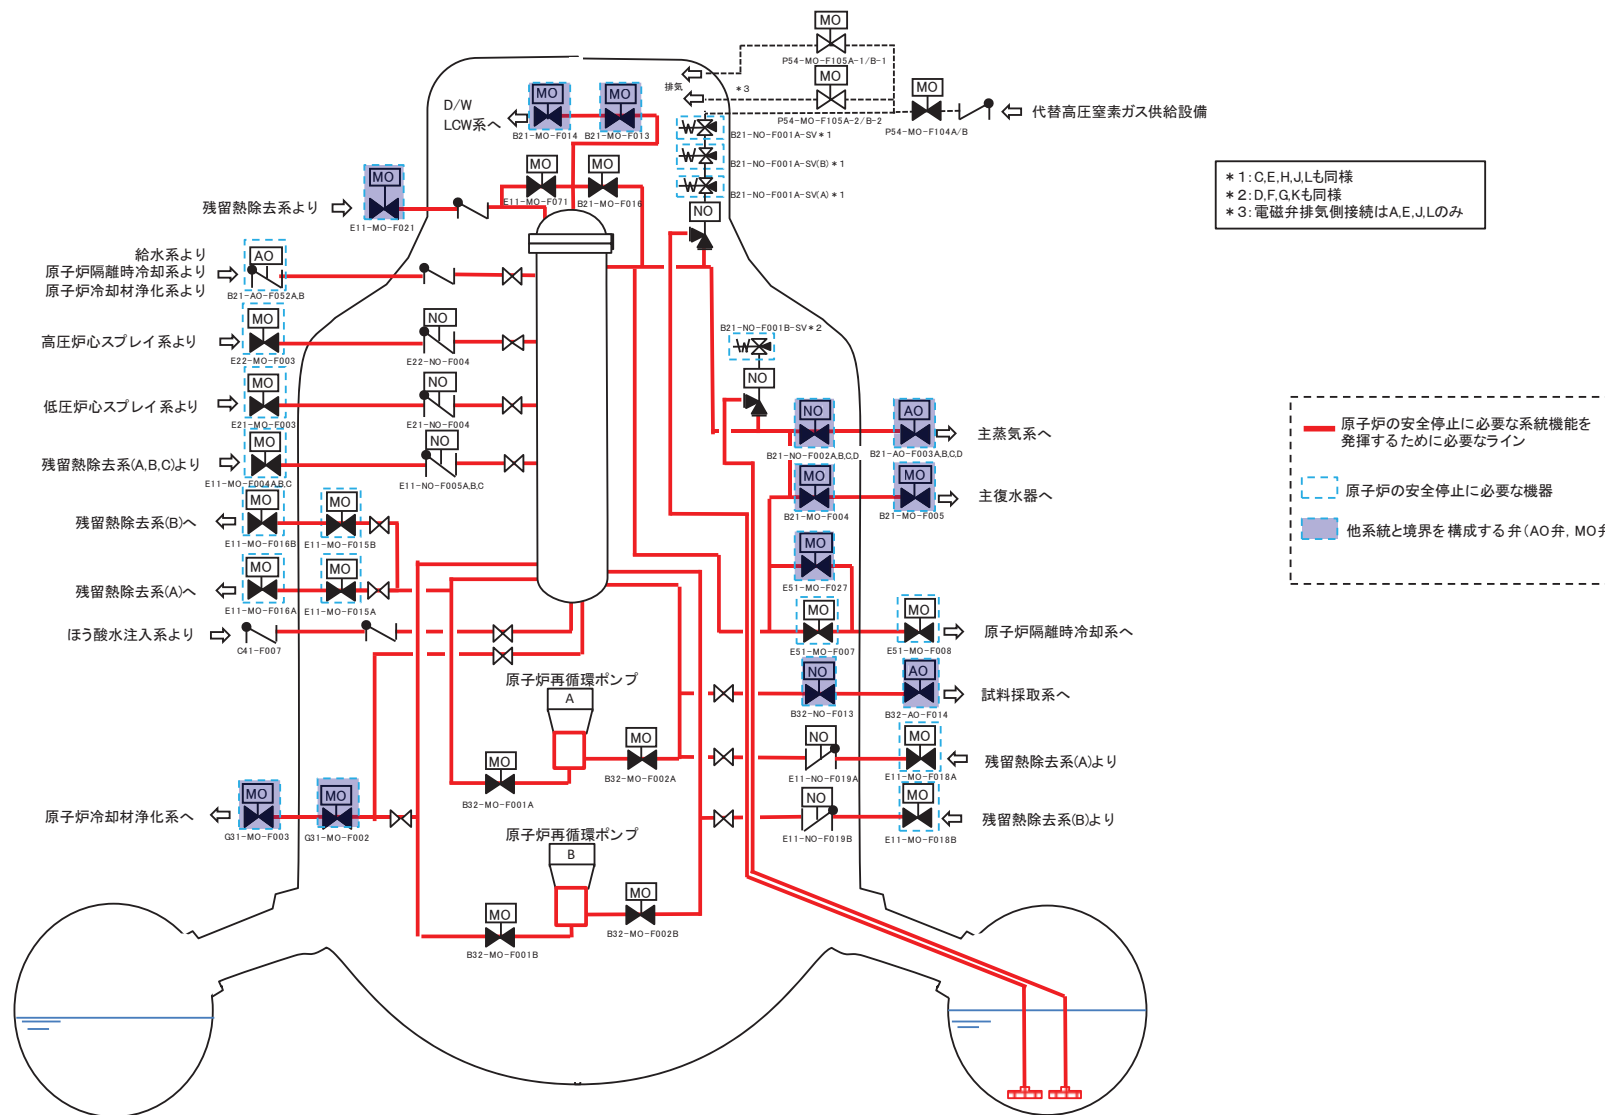 MO
P54-MO-F105A-1/B-1
排気
＊3
MO
P54-MO-F105A-2/B-2
MO
P54-MO-F104A/B
代替高圧窒素ガス供給設備
D/W
LCW系へ
MO
B21-MO-F014
MO
B21-MO-F013
B21-NO-F001A-SV＊1
B21-NO-F001A-SV(B)＊1
B21-NO-F001A-SV(A)＊1
NO
＊1：C,E,H,J,Lも同様
＊2：D,F,G,Kも同様
＊3：電磁弁排気側接続はA,E,J,Lのみ
残留熱除去系より
MO
E11-MO-F021
MO
E11-MO-F071
MO
B21-MO-F016
給水系より
原子炉隔離時冷却系より
原子炉冷却材浄化系より
AO
B21-AO-F052A,B
高圧炉心スプレイ系より
MO
E22-MO-F003
NO
E22-NO-F004
B21-NO-F001B-SV＊2
NO
低圧炉心スプレイ系より
MO
E21-MO-F003
NO
E21-NO-F004
NO
B21-NO-F002A,B,C,D
AO
B21-AO-F003A,B,C,D
主蒸気系へ
原子炉の安全停止に必要な系統機能を
発揮するために必要なライン
原子炉の安全停止に必要な機器
他系統と境界を構成する弁(AO弁, MO弁
残留熱除去系(A,B,C)より
MO
E11-MO-F004A,B,C
NO
E11-NO-F005A,B,C
MO
B21-MO-F004
MO
B21-MO-F005
主復水器へ
残留熱除去系(B)へ
MO
E11-MO-F016B
MO
E11-MO-F015B
MO
E51-MO-F027
残留熱除去系(A)へ
MO
E11-MO-F016A
MO
E11-MO-F015A
MO
E51-MO-F007
MO
E51-MO-F008
原子炉隔離時冷却系へ
ほう酸水注入系より
C41-F007
原子炉再循環ポンプ
A
NO
B32-NO-F013
AO
B32-AO-F014
試料採取系へ
MO
B32-MO-F001A
MO
B32-MO-F002A
NO
E11-NO-F019A
MO
E11-MO-F018A
残留熱除去系(A)より
原子炉冷却材浄化系へ
MO
G31-MO-F003
MO
G31-MO-F002
NO
E11-NO-F019B
MO
E11-MO-F018B
残留熱除去系(B)より
原子炉再循環ポンプ
B
MO
B32-MO-F001B
MO
B32-MO-F002B